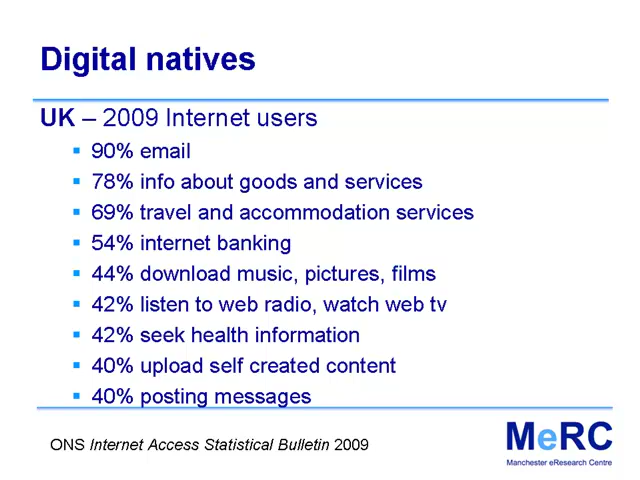 Digital natives
UK – 2009 Internet users
▪ 90% email
▪ 78% info about goods and services
▪ 69% travel and accommodation services
▪ 54% internet banking
▪ 44% download music, pictures, films
▪ 42% listen to web radio, watch web tv
▪ 42% seek health information
▪ 40% upload self created content
▪ 40% posting messages
ONS Internet Access Statistical Bulletin 2009
MeRC
Manchester eResearch Centre